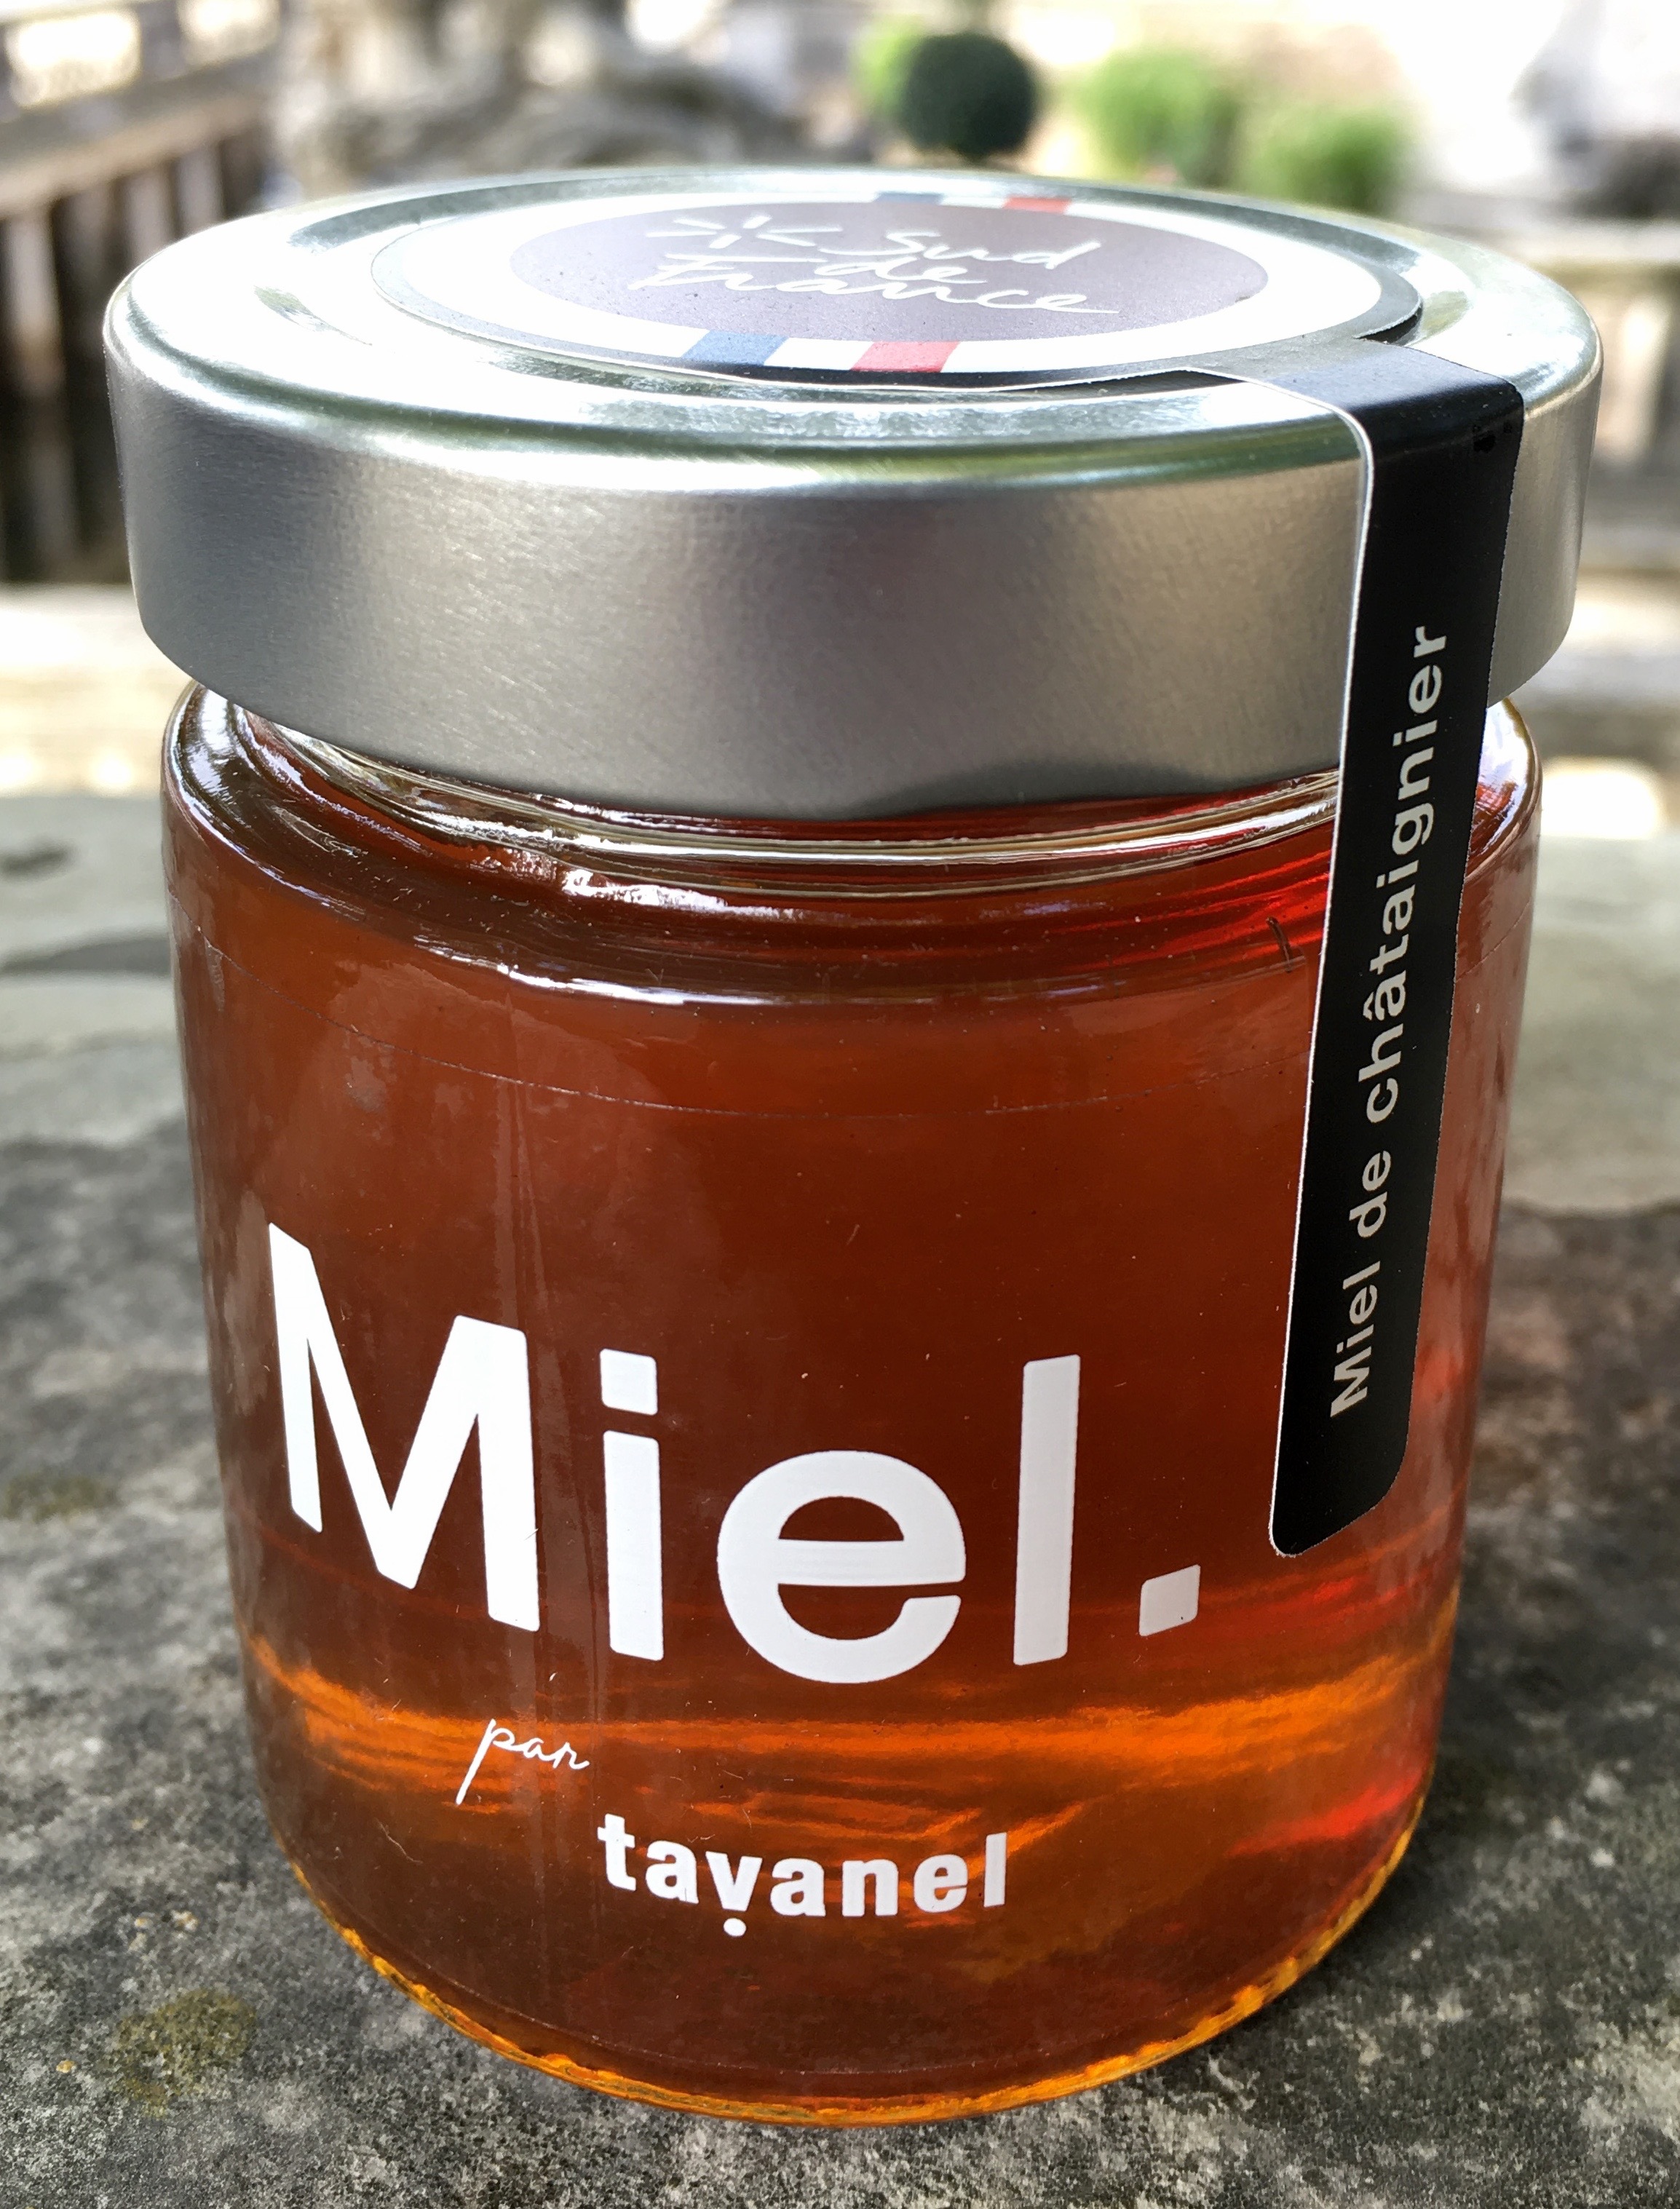 sud
de
france
Miel de châtaignier
Miel.
par
tavanel